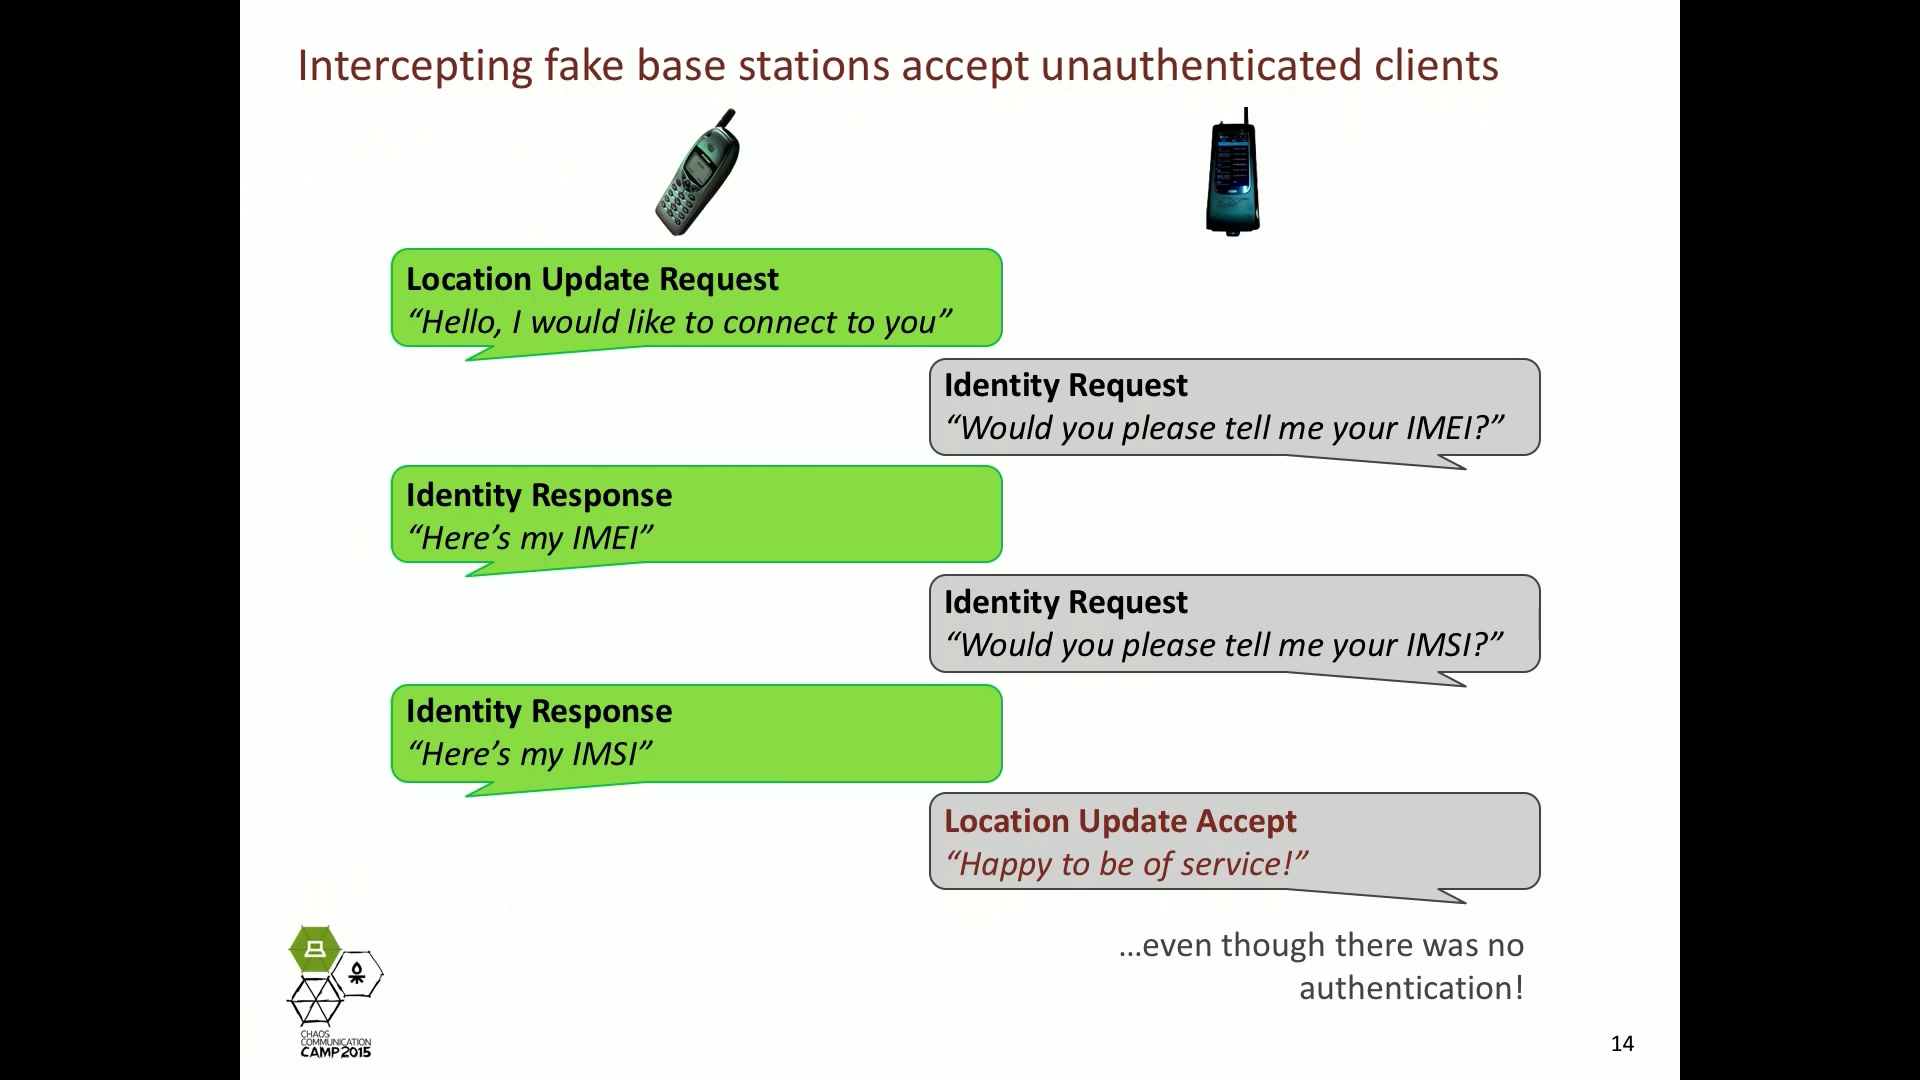 Intercepting fake base stations accept unauthenticated clients
Location Update Request
“Hello, I would like to connect to you”
Identity Request
“Would you please tell me your IMEI?”
Identity Response
“Here’s my IMEI”
Identity Request
“Would you please tell me your IMSI?”
Identity Response
“Here’s my IMSI”
Location Update Accept
“Happy to be of service!”
…even though there was no
authentication!
CHAOS
COMMUNICATION
CAMP 2015
14